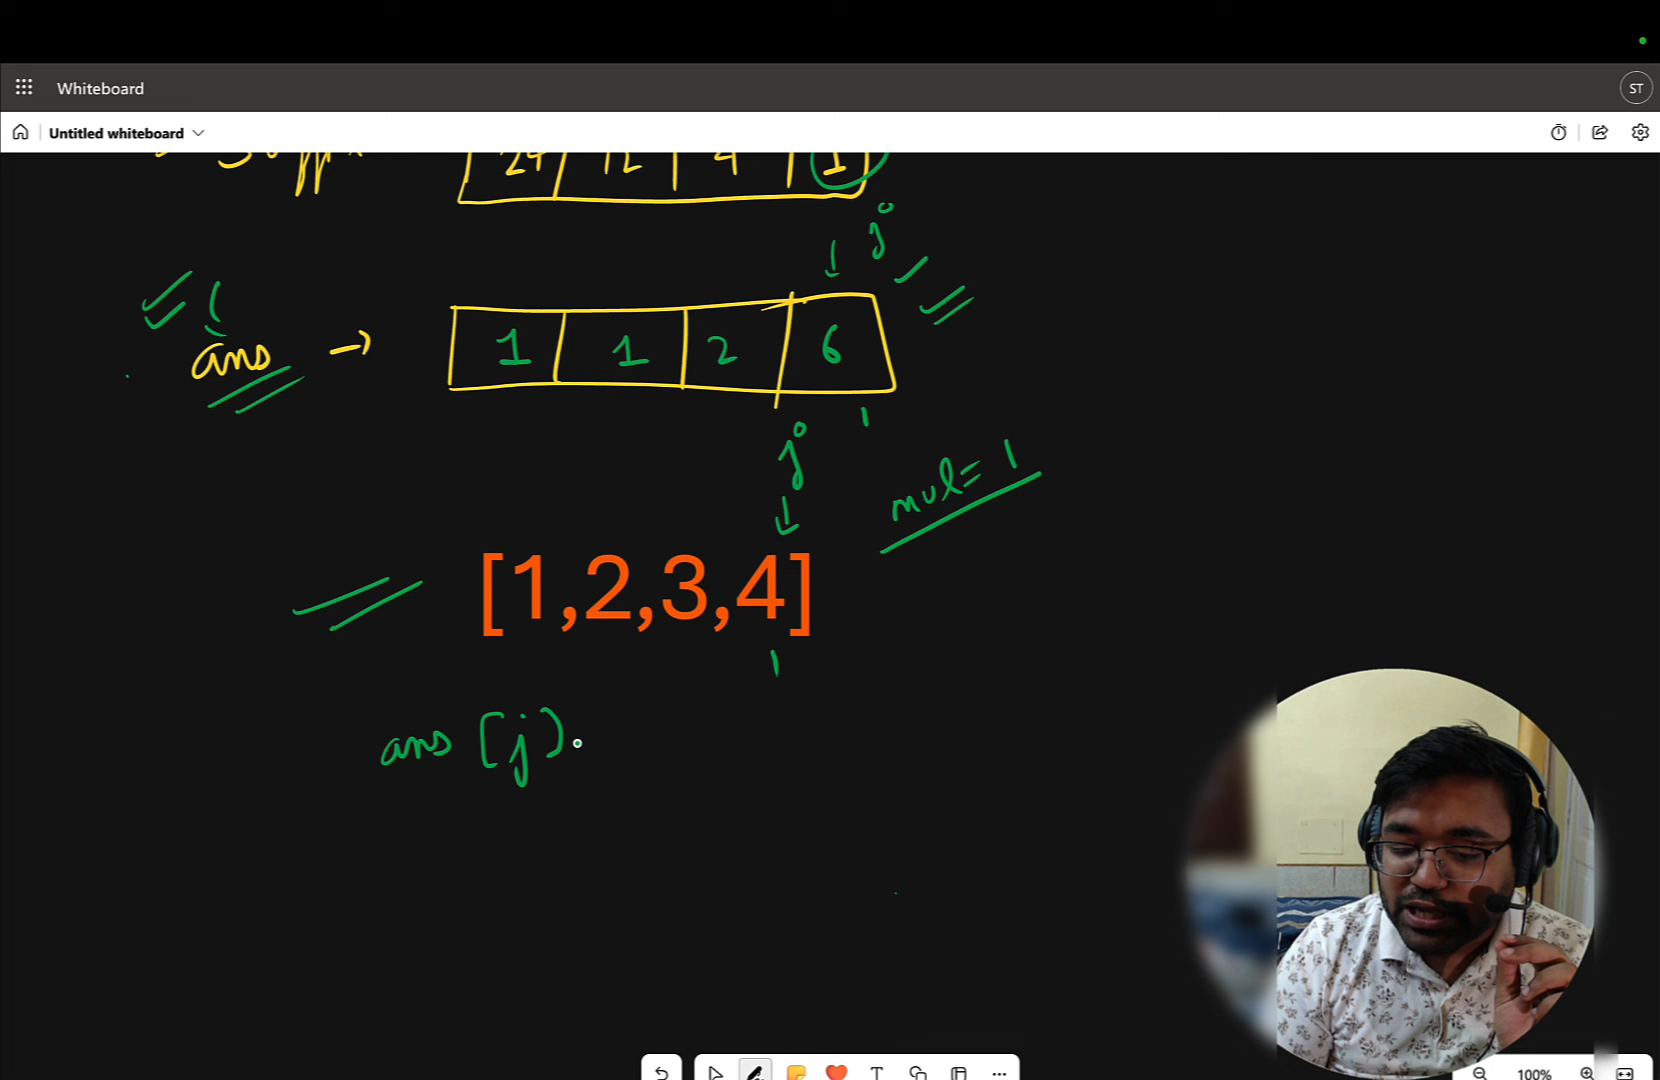 Whiteboard
ST
Untitled whiteboard
24 12 4 1
j
ans → 1 1 2 6
j
mul = 1
[1,2,3,4]
ans [j]
T
100%